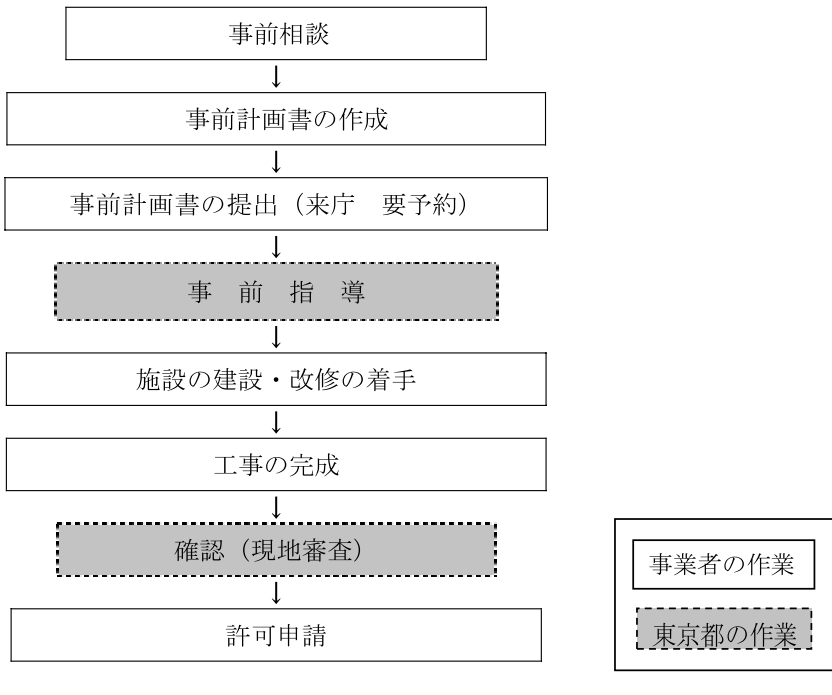 事前相談
↓
事前計画書の作成
↓
事前計画書の提出（来庁　要予約）
↓
事　前　指　導
↓
施設の建設・改修の着手
↓
工事の完成
↓
確認（現地審査）
↓
許可申請
事業者の作業
東京都の作業